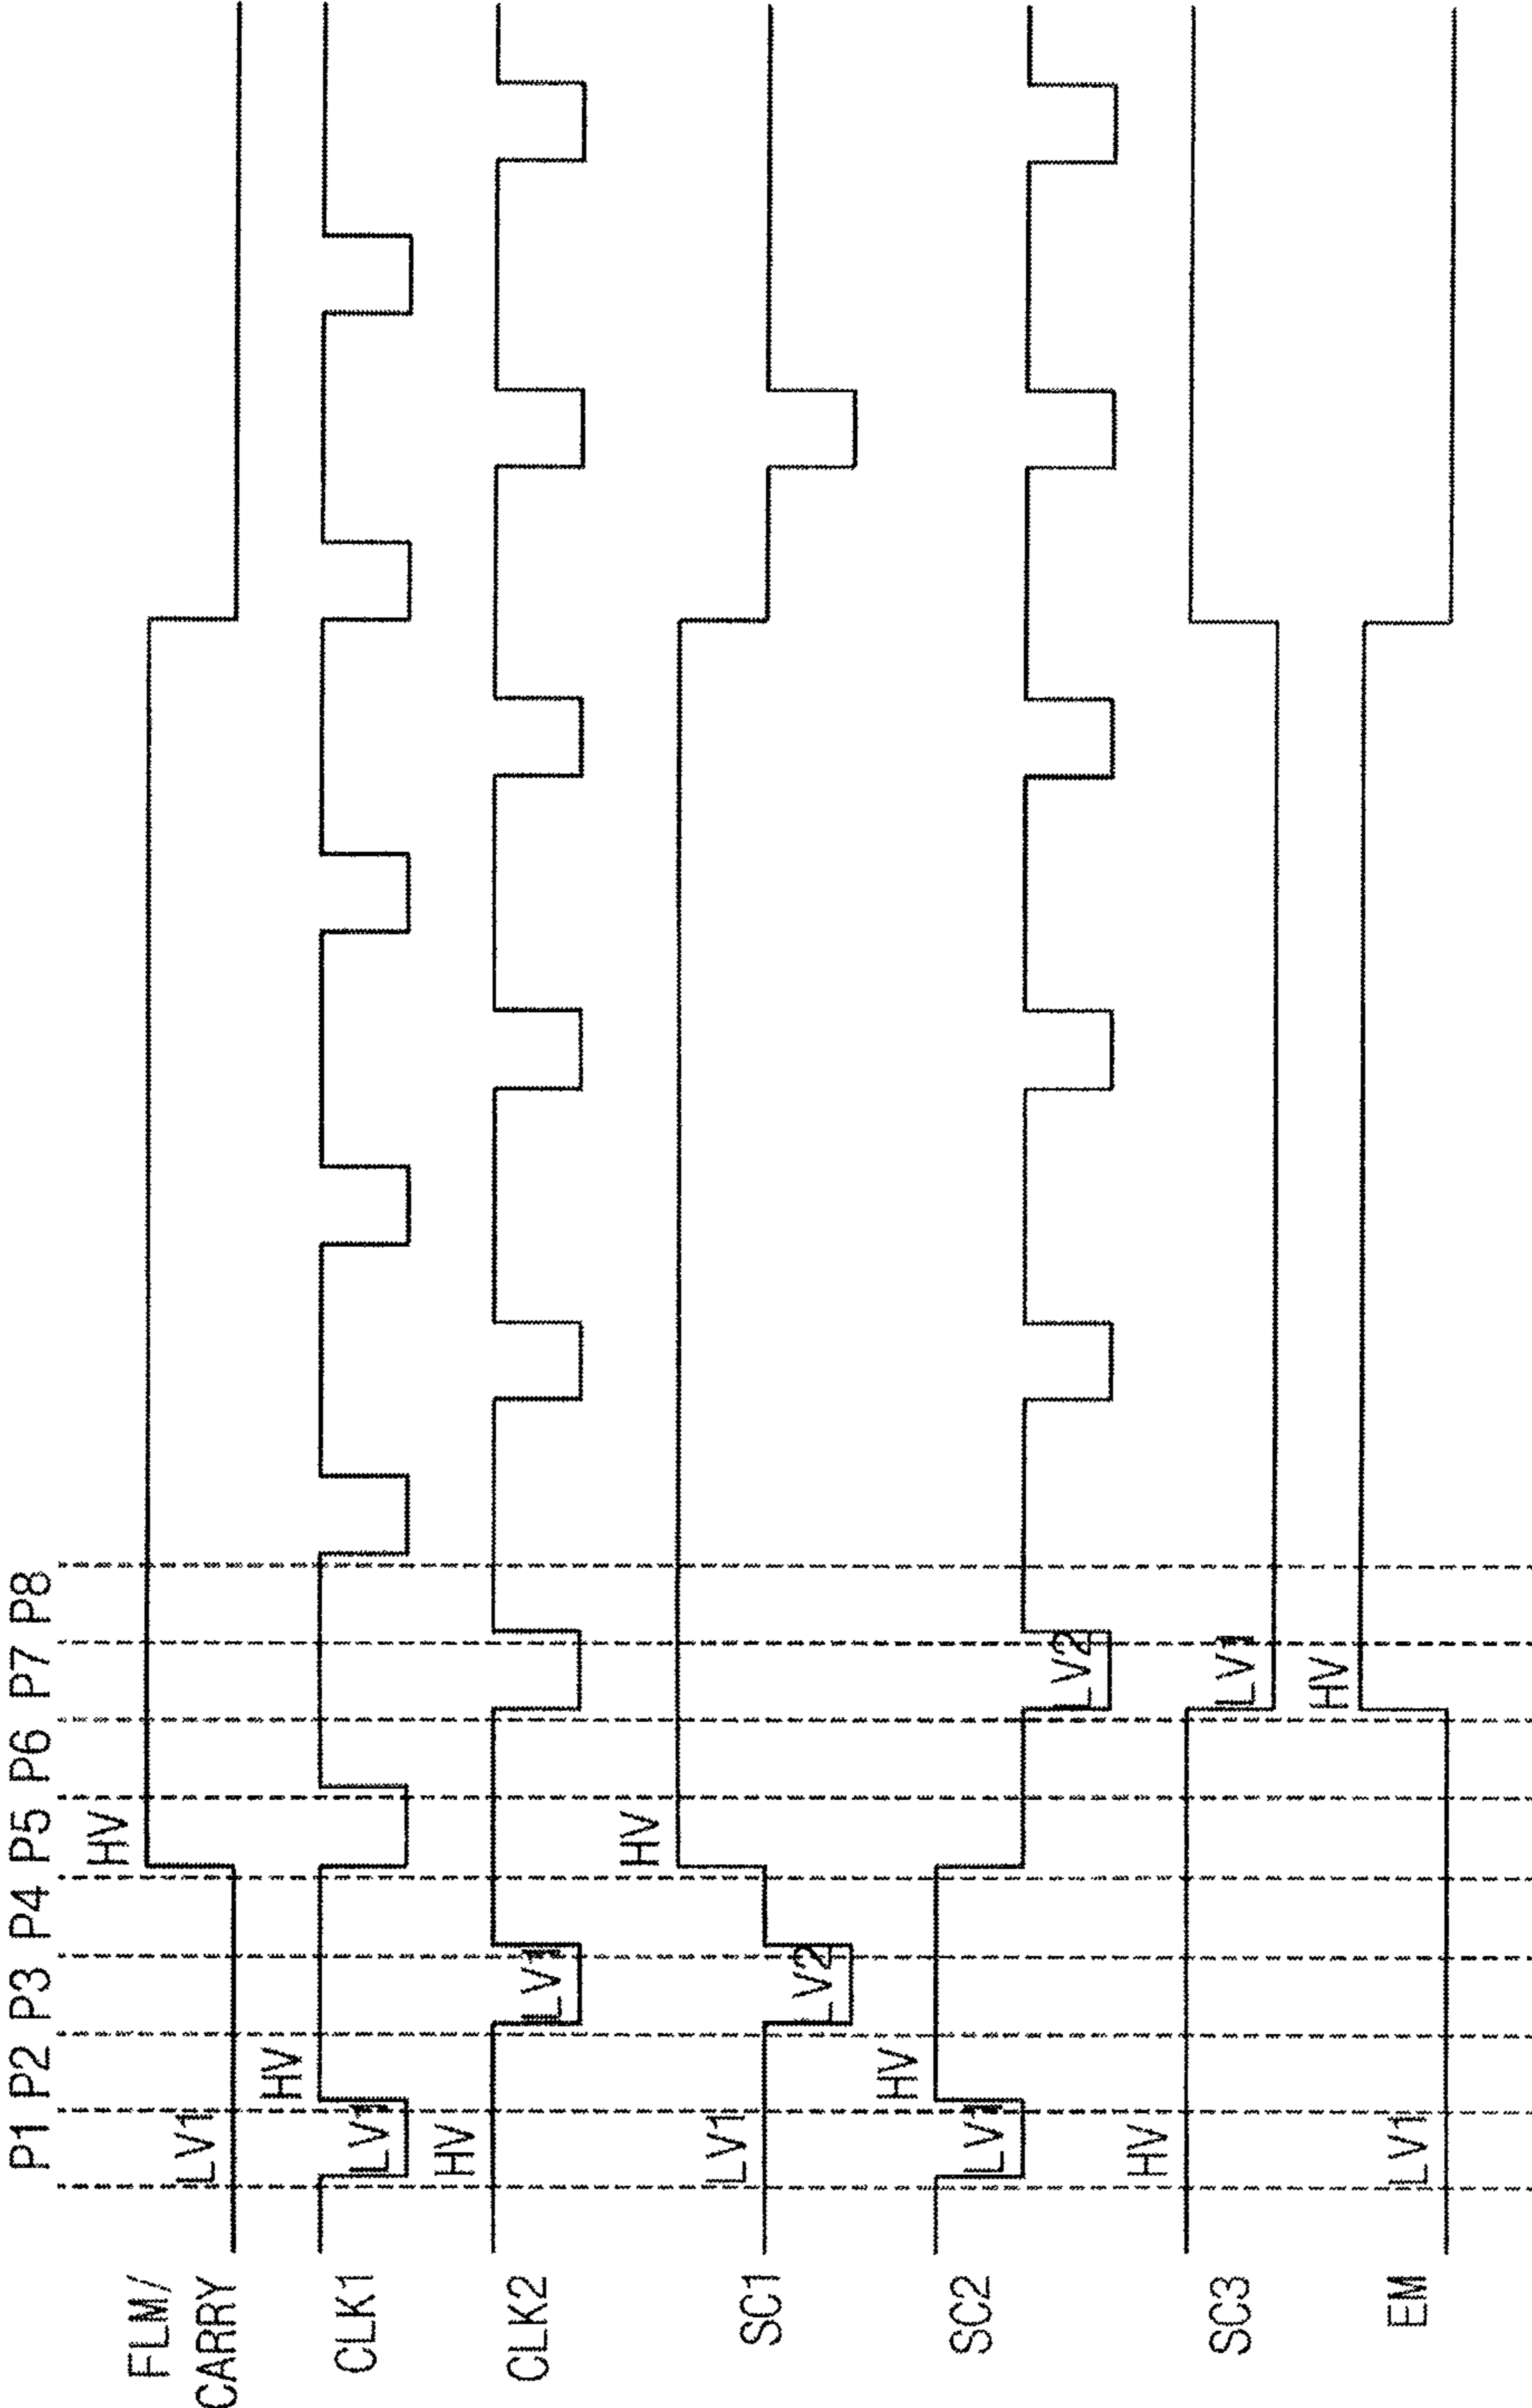 P1 P2 P3 P4 P5 P6 P7 P8
FLM/
CARRY
LV1
HV
CLK1
LV1
HV
CLK2
HV
LV1
SC1
LV1
LV2
HV
SC2
LV1
HV
LV2
SC3
HV
LV1
EM
LV1
HV